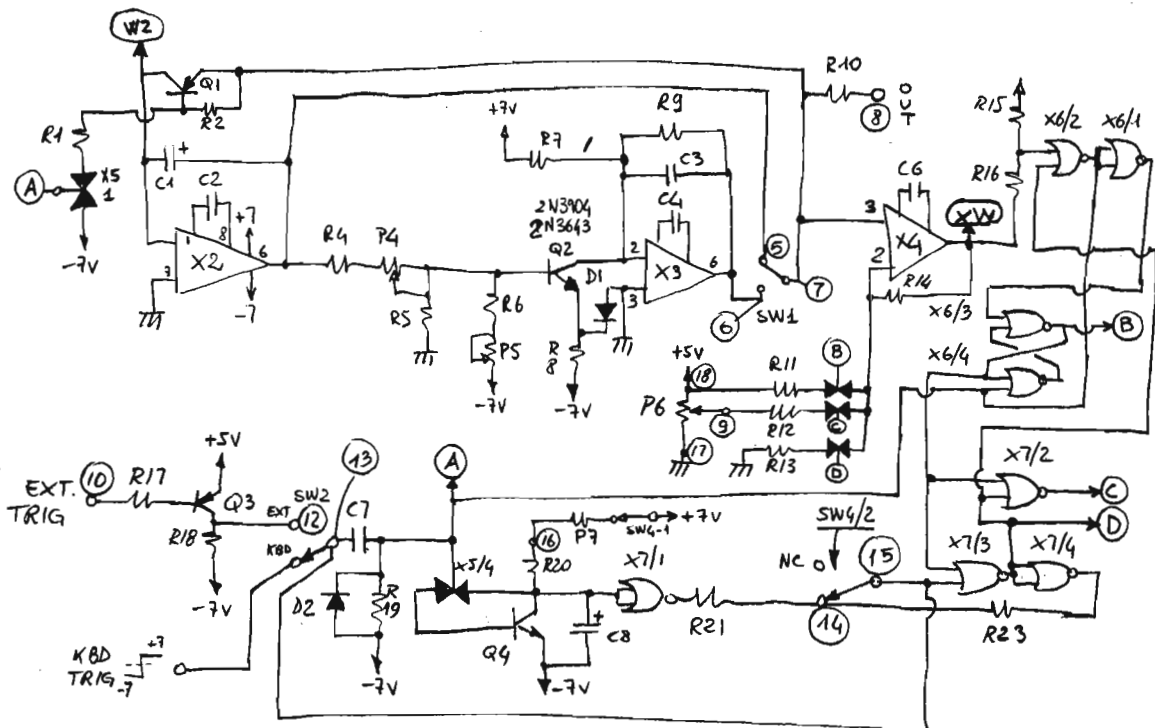 W2
Q1
R2
R1
A
X5
1
-7V
C1
+
C2
+7
1
8
6
7
X2
-7
R4
P4
R5
R6
P5
-7V
+7V
R7
R9
C3
C4
2N3904
2N3643
Q2
D1
2
3
6
X3
R
8
-7V
5
7
6
SW1
R10
8
OUT
C6
3
2
X4
XW
R14
R15
R16
X6/2
X6/1
X6/3
B
X6/4
+5V
18
P6
9
17
R11
B
R12
C
R13
D
X7/2
C
D
X7/3
X7/4
EXT.
TRIG
10
R17
+5V
Q3
R18
-7V
SW2
EXT
12
13
KBD
C7
D2
R
19
-7V
A
X5/4
16
R20
P7
SW4-1
+7V
X7/1
Q4
+
C8
-7V
R21
SW4/2
NC
15
14
R23
KBD
TRIG
+7
-7